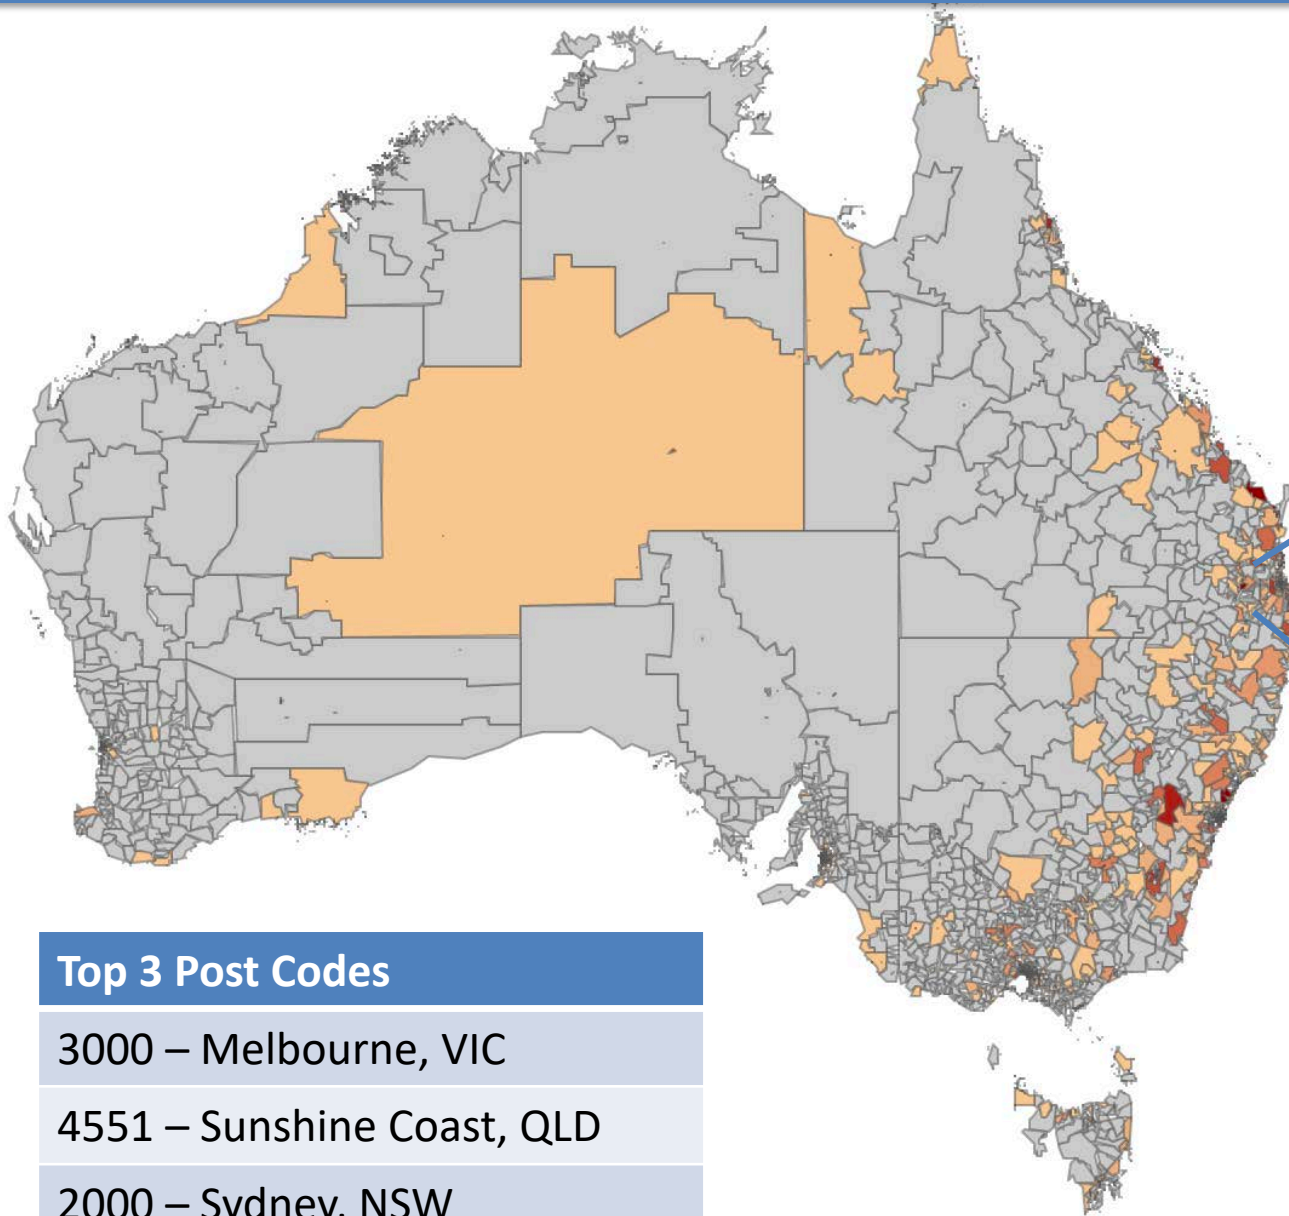 Top 3 Post Codes
3000 – Melbourne, VIC
4551 – Sunshine Coast, QLD
2000 – Sydney, NSW